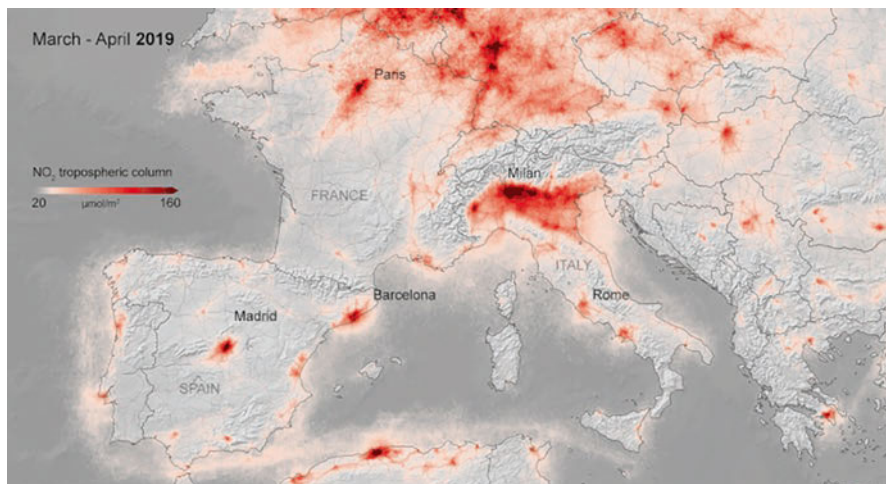 March - April 2019
Paris
NO₂ tropospheric column
20 µmol/m² 160
FRANCE
Milan
ITALY
Barcelona
Rome
Madrid
SPAIN